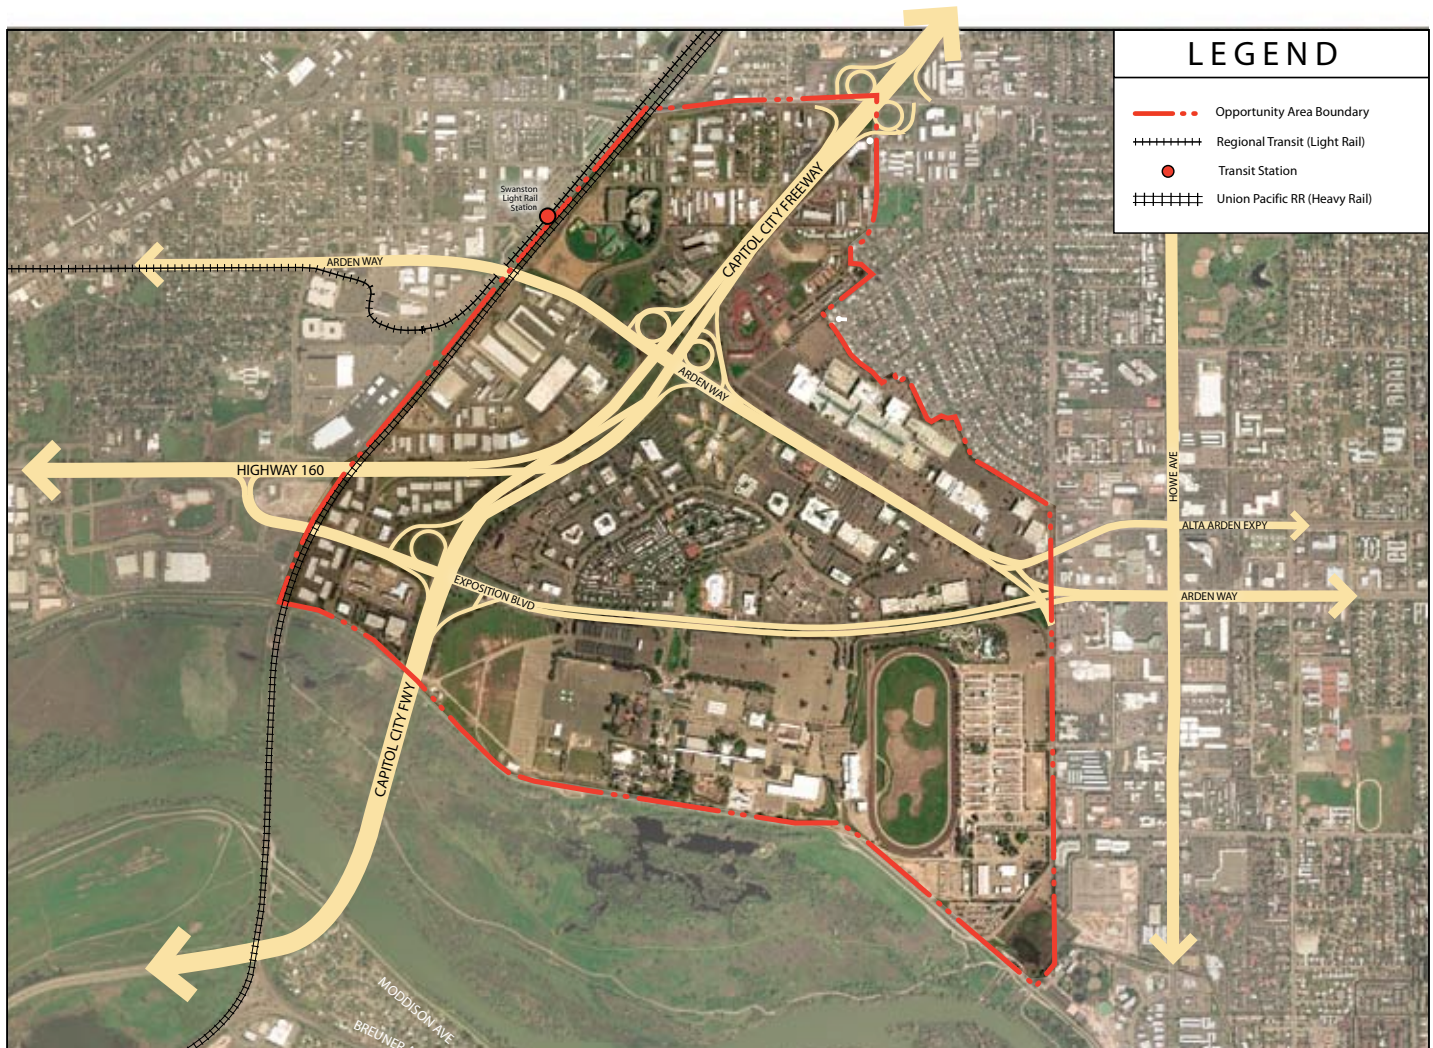 LEGEND
Opportunity Area Boundary
Regional Transit (Light Rail)
Transit Station
Union Pacific RR (Heavy Rail)
Swanston
Light Rail
Station
CAPITOL CITY FREEWAY
ARDEN WAY
ARDEN WAY
HIGHWAY 160
HOWE AVE
ALTA ARDEN EXPY
EXPOSITION BLVD
ARDEN WAY
CAPITOL CITY FWY
MODDISON AVE
BREUNER